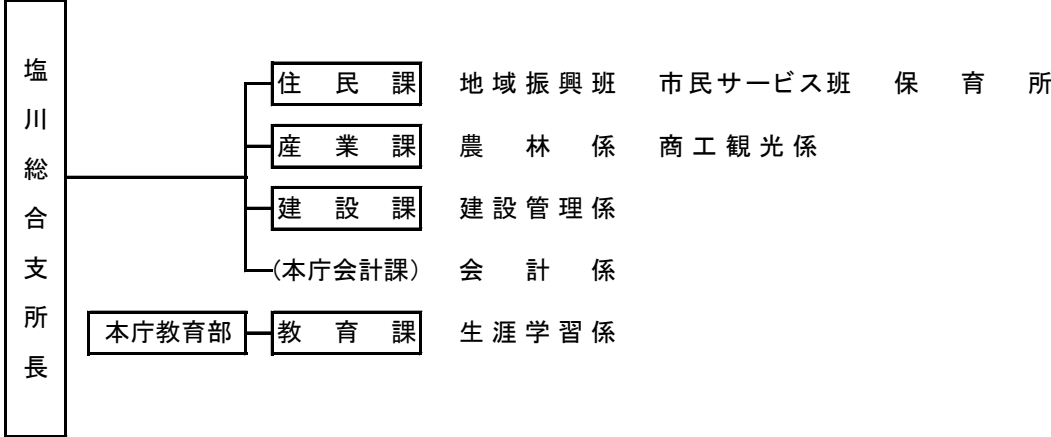 塩川総合支所長
住民課 地域振興班 市民サービス班 保育所
産業課 農林係 商工観光係
建設課 建設管理係
(本庁会計課) 会計係
本庁教育部 教育課 生涯学習係